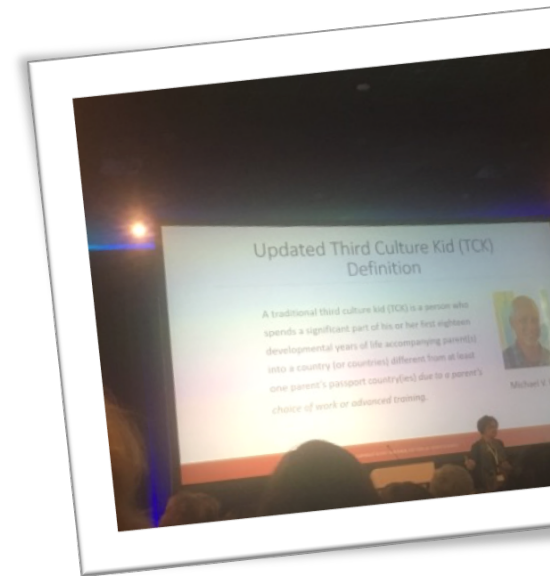 Updated Third Culture Kid (TCK)
Definition
A traditional third culture kid (TCK) is a person who
spends a significant part of his or her first eighteen
developmental years of life accompanying parent(s)
into a country (or countries) different from at least
one parent's passport country(ies) due to a parent's
choice of work or advanced training.
Michael V.